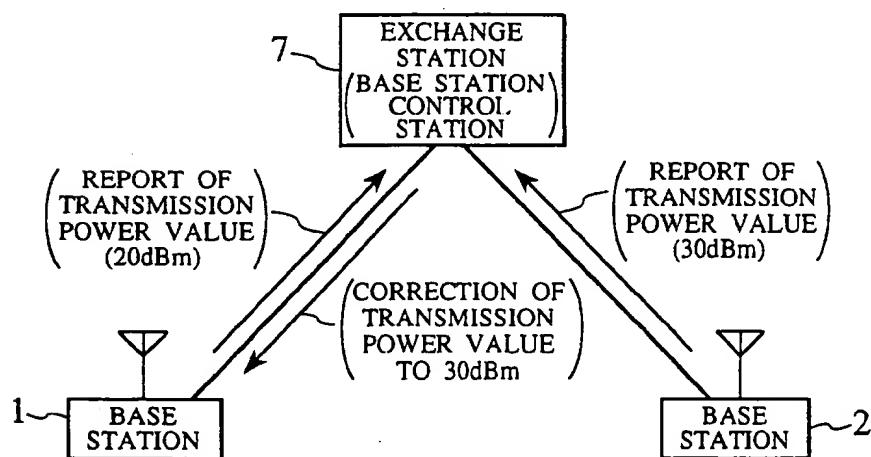 7
EXCHANGE
STATION
(BASE STATION
CONTROL
STATION)
(REPORT OF
TRANSMISSION
POWER VALUE
(20dBm))
(REPORT OF
TRANSMISSION
POWER VALUE
(30dBm))
(CORRECTION OF
TRANSMISSION
POWER VALUE
TO 30dBm)
1
BASE
STATION
BASE
STATION
2